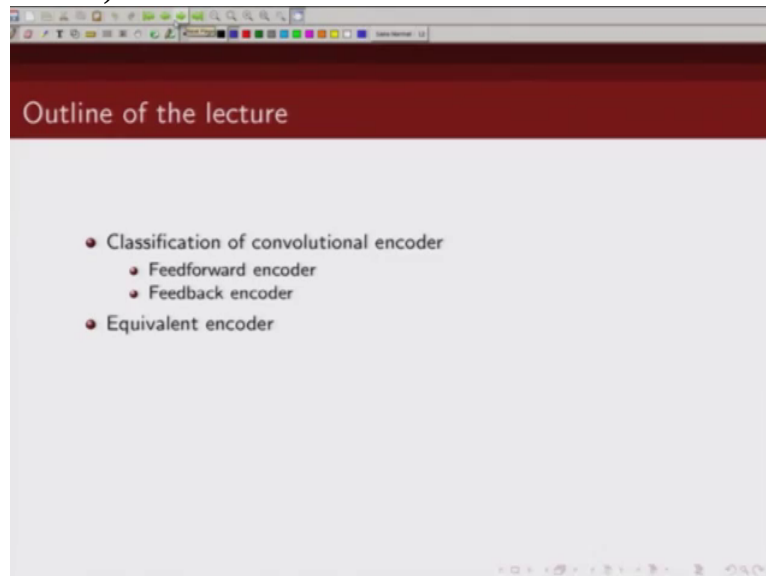 Outline of the lecture
Classification of convolutional encoder
Feedforward encoder
Feedback encoder
Equivalent encoder